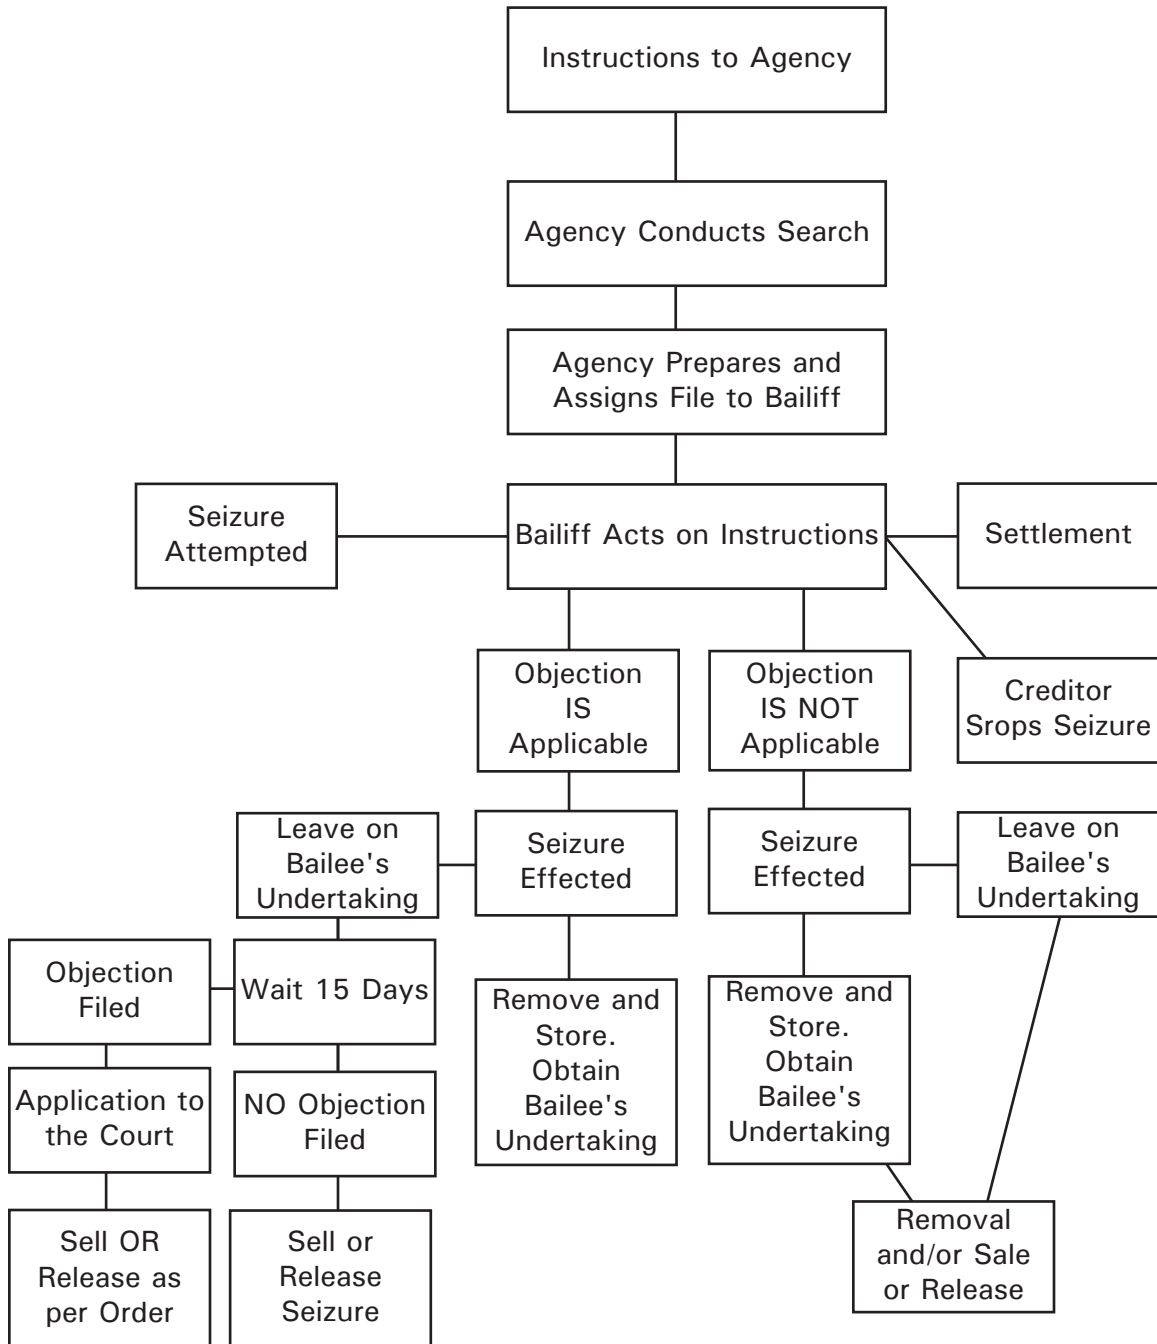 Instructions to Agency
Agency Conducts Search
Agency Prepares and
Assigns File to Bailiff
Seizure
Attempted
Bailiff Acts on Instructions
Settlement
Objection
IS
Applicable
Objection
IS NOT
Applicable
Creditor
Srops Seizure
Leave on
Bailee's
Undertaking
Seizure
Effected
Seizure
Effected
Leave on
Bailee's
Undertaking
Objection
Filed
Wait 15 Days
Remove and
Store.
Obtain
Bailee's
Undertaking
Remove and
Store.
Obtain
Bailee's
Undertaking
Application to
the Court
NO Objection
Filed
Sell OR
Release as
per Order
Sell or
Release
Seizure
Removal
and/or Sale
or Release